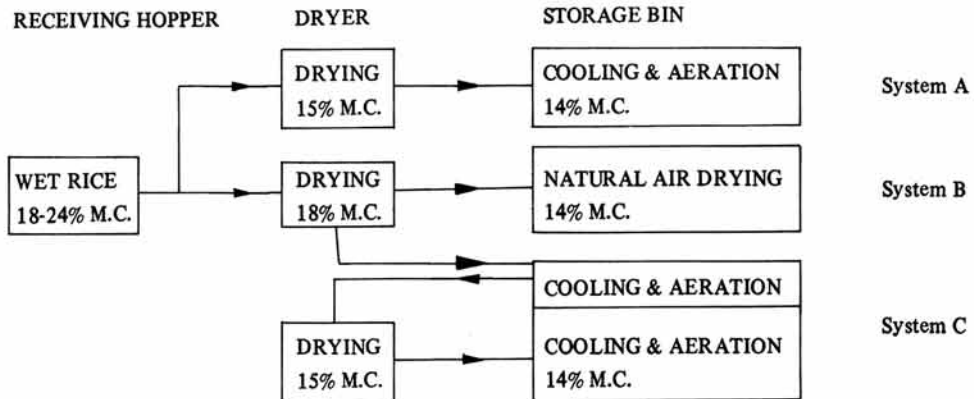 RECEIVING HOPPER DRYER STORAGE BIN
DRYING
15% M.C.
COOLING & AERATION
14% M.C.
System A
WET RICE
18-24% M.C.
DRYING
18% M.C.
NATURAL AIR DRYING
14% M.C.
System B
COOLING & AERATION
DRYING
15% M.C.
COOLING & AERATION
14% M.C.
System C